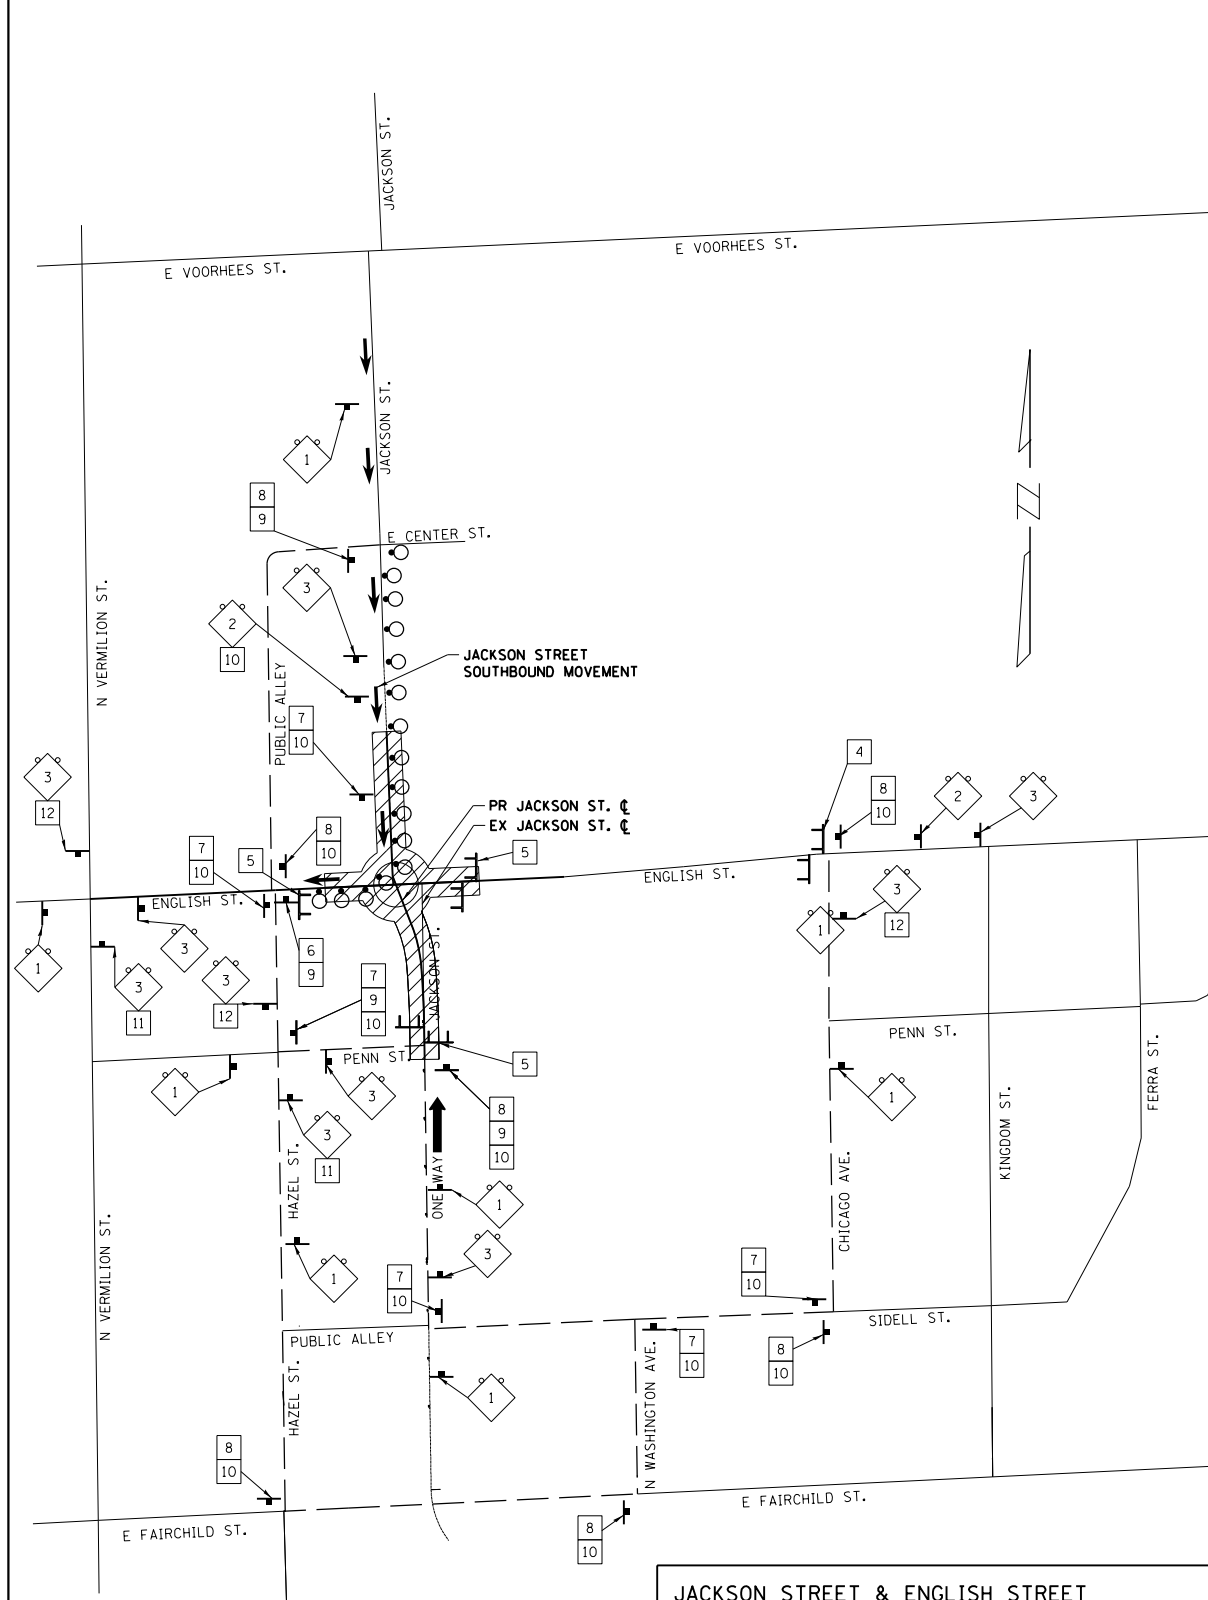 JACKSON ST.
E VOORHEES ST.
E VOORHEES ST.
JACKSON ST.
1
8
9
E CENTER ST.
N
3
2
10
N VERMILION ST.
JACKSON STREET
SOUTHBOUND MOVEMENT
PUBLIC ALLEY
7
10
3
12
4
8
10
2
3
PR JACKSON ST. ℄
EX JACKSON ST. ℄
8
10
7
10
5
5
ENGLISH ST.
ENGLISH ST.
3
12
1
3
6
9
1
3
11
3
12
7
9
10
JACKSON ST.
PENN ST.
PENN ST.
5
1
3
1
FERRA ST.
8
9
10
3
11
HAZEL ST.
ONE WAY
KINGDOM ST.
CHICAGO AVE.
1
N VERMILION ST.
1
3
7
10
7
10
PUBLIC ALLEY
SIDELL ST.
7
10
8
10
HAZEL ST.
1
N WASHINGTON AVE.
8
10
E FAIRCHILD ST.
E FAIRCHILD ST.
8
10
JACKSON STREET & ENGLISH STREET